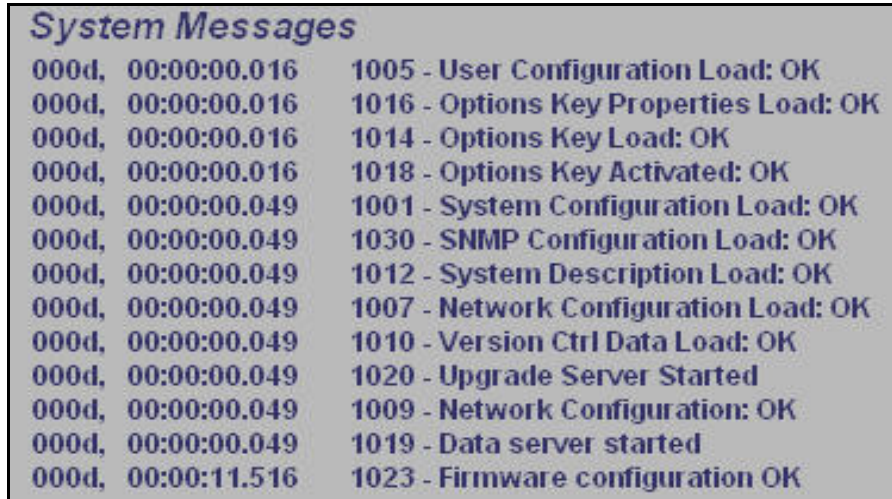 System Messages
000d, 00:00:00.016 1005 - User Configuration Load: OK
000d, 00:00:00.016 1016 - Options Key Properties Load: OK
000d, 00:00:00.016 1014 - Options Key Load: OK
000d, 00:00:00.016 1018 - Options Key Activated: OK
000d, 00:00:00.049 1001 - System Configuration Load: OK
000d, 00:00:00.049 1030 - SNMP Configuration Load: OK
000d, 00:00:00.049 1012 - System Description Load: OK
000d, 00:00:00.049 1007 - Network Configuration Load: OK
000d, 00:00:00.049 1010 - Version Ctrl Data Load: OK
000d, 00:00:00.049 1020 - Upgrade Server Started
000d, 00:00:00.049 1009 - Network Configuration: OK
000d, 00:00:00.049 1019 - Data server started
000d, 00:00:11.516 1023 - Firmware configuration OK